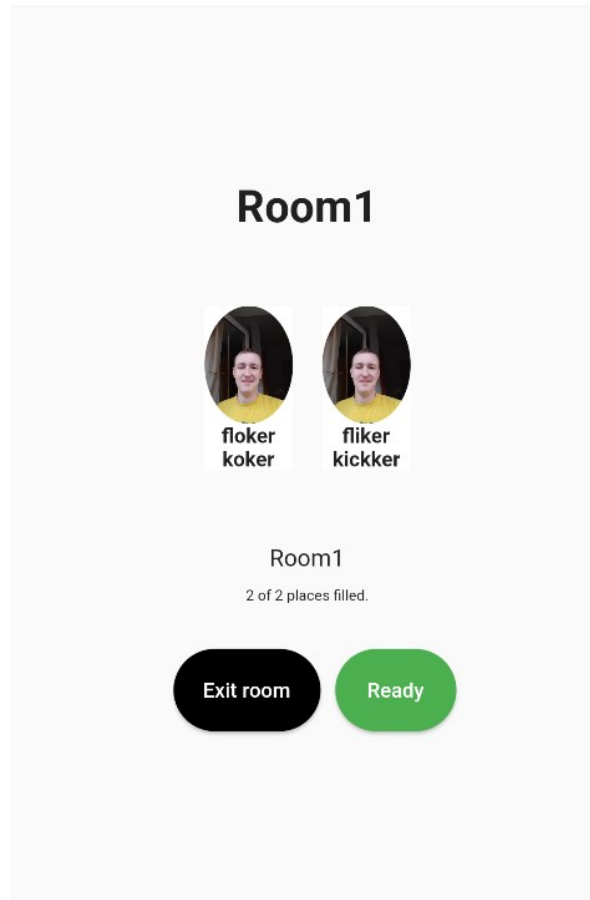 Room1
floker fliker
koker kickker
Room1
2 of 2 places filled.
Exit room Ready